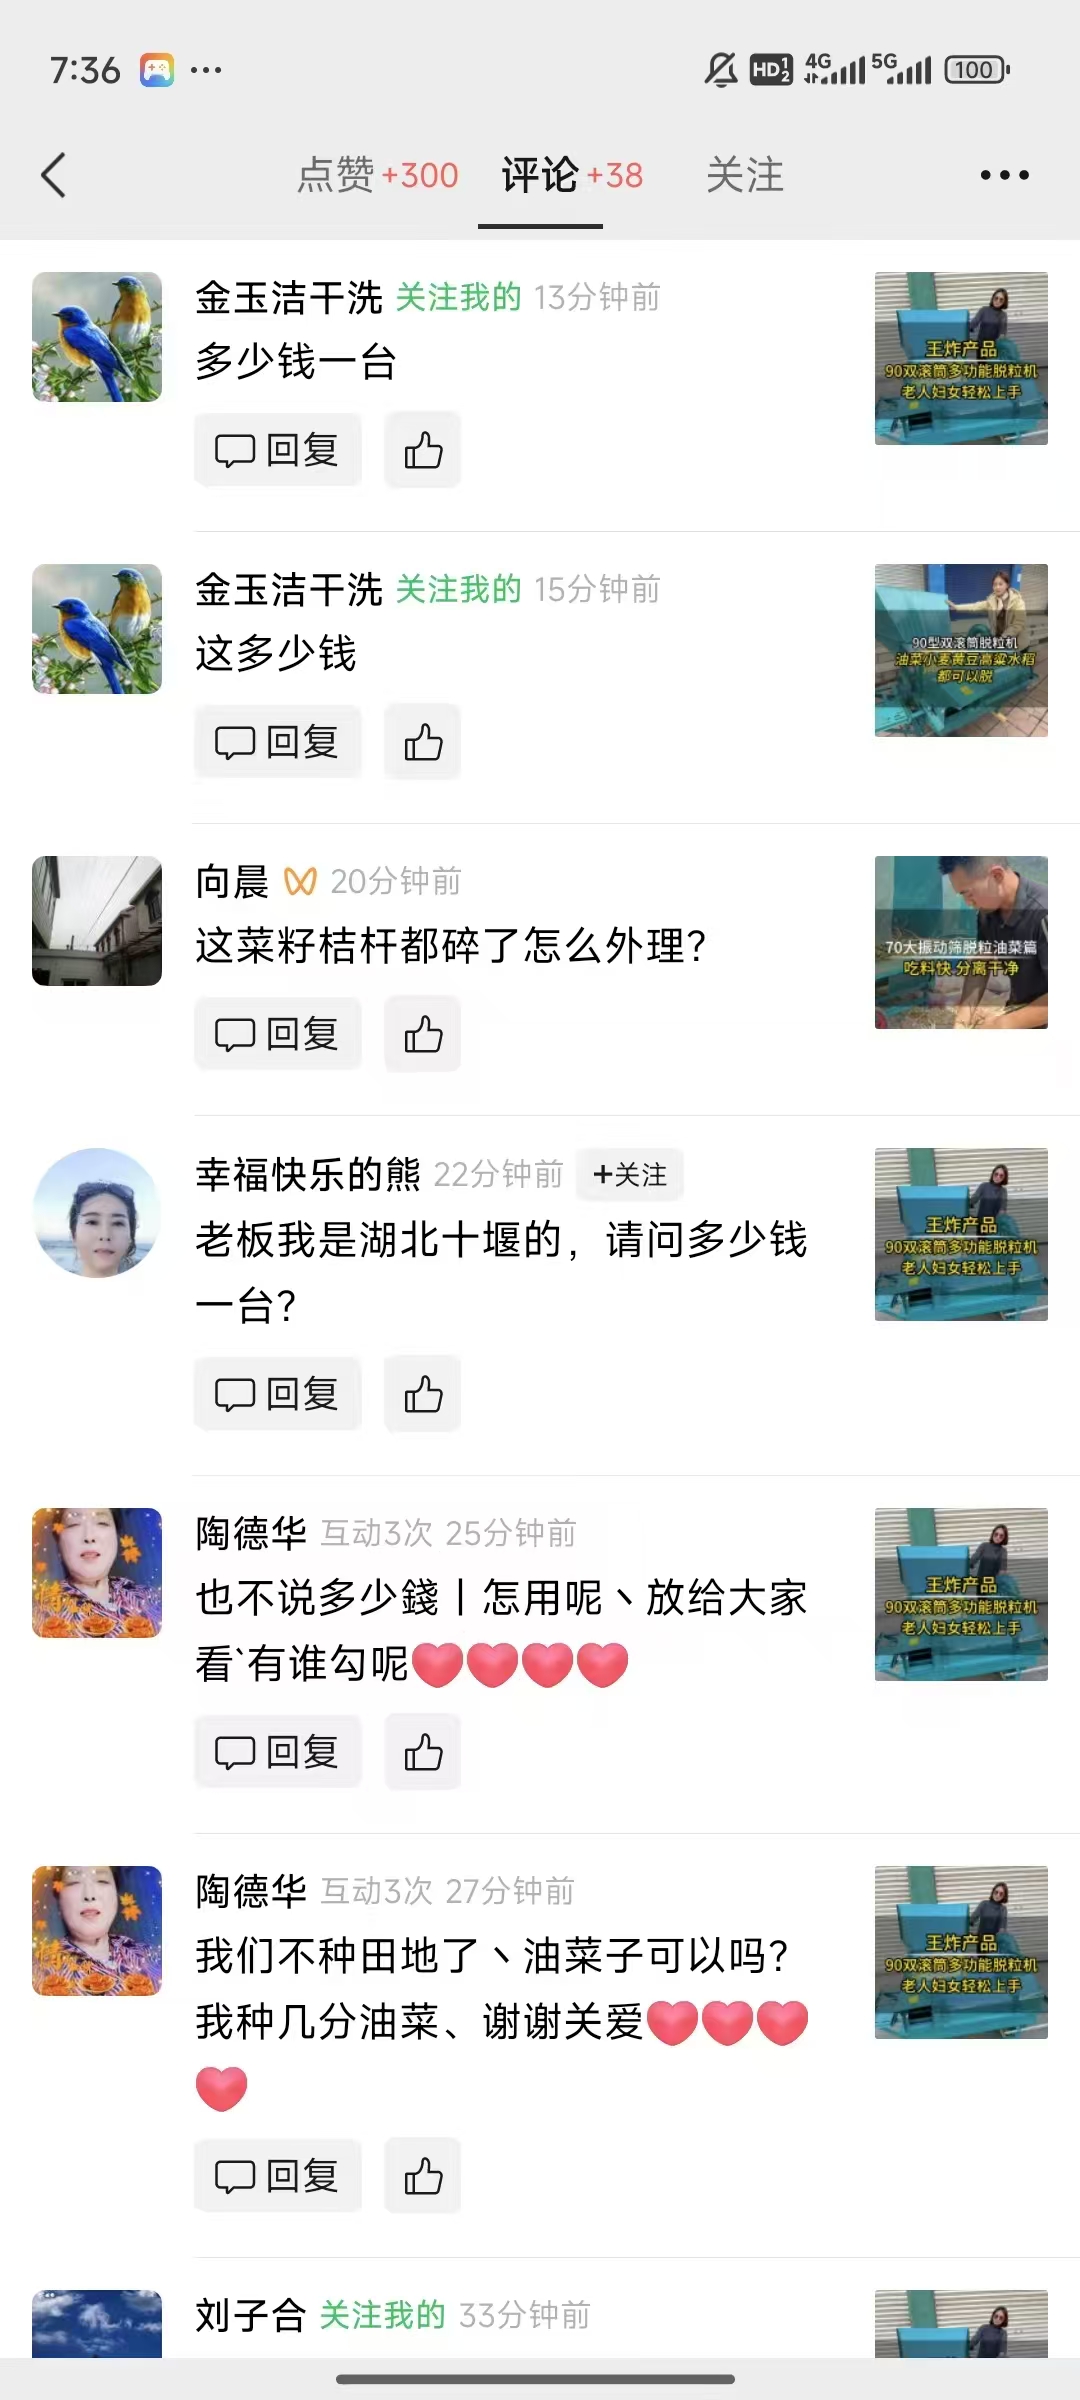 7:36 HD 1 2 4G 5G 100
点赞 +300 评论 +38 关注
金玉洁干洗 关注我的 13分钟前
多少钱一台
王炸产品
90双滚筒多功能脱粒机
老人妇女轻松上手
回复
金玉洁干洗 关注我的 15分钟前
这多少钱
90型双滚筒脱粒机
油菜小麦黄豆高粱水稻
都可以脱
回复
向晨 20分钟前
这菜籽桔杆都碎了怎么外理?
70大振动筛脱粒油菜篇
吃料快 分离干净
回复
幸福快乐的熊 22分钟前 +关注
老板我是湖北十堰的，请问多少钱
一台?
王炸产品
90双滚筒多功能脱粒机
老人妇女轻松上手
回复
陶德华 互动3次 25分钟前
也不说多少錢丨怎用呢丶放给大家
看`有谁勾呢❤❤❤❤
王炸产品
90双滚筒多功能脱粒机
老人妇女轻松上手
回复
陶德华 互动3次 27分钟前
我们不种田地了丶油菜子可以吗?
我种几分油菜、谢谢关爱❤❤❤
❤
王炸产品
90双滚筒多功能脱粒机
老人妇女轻松上手
回复
刘子合 关注我的 33分钟前